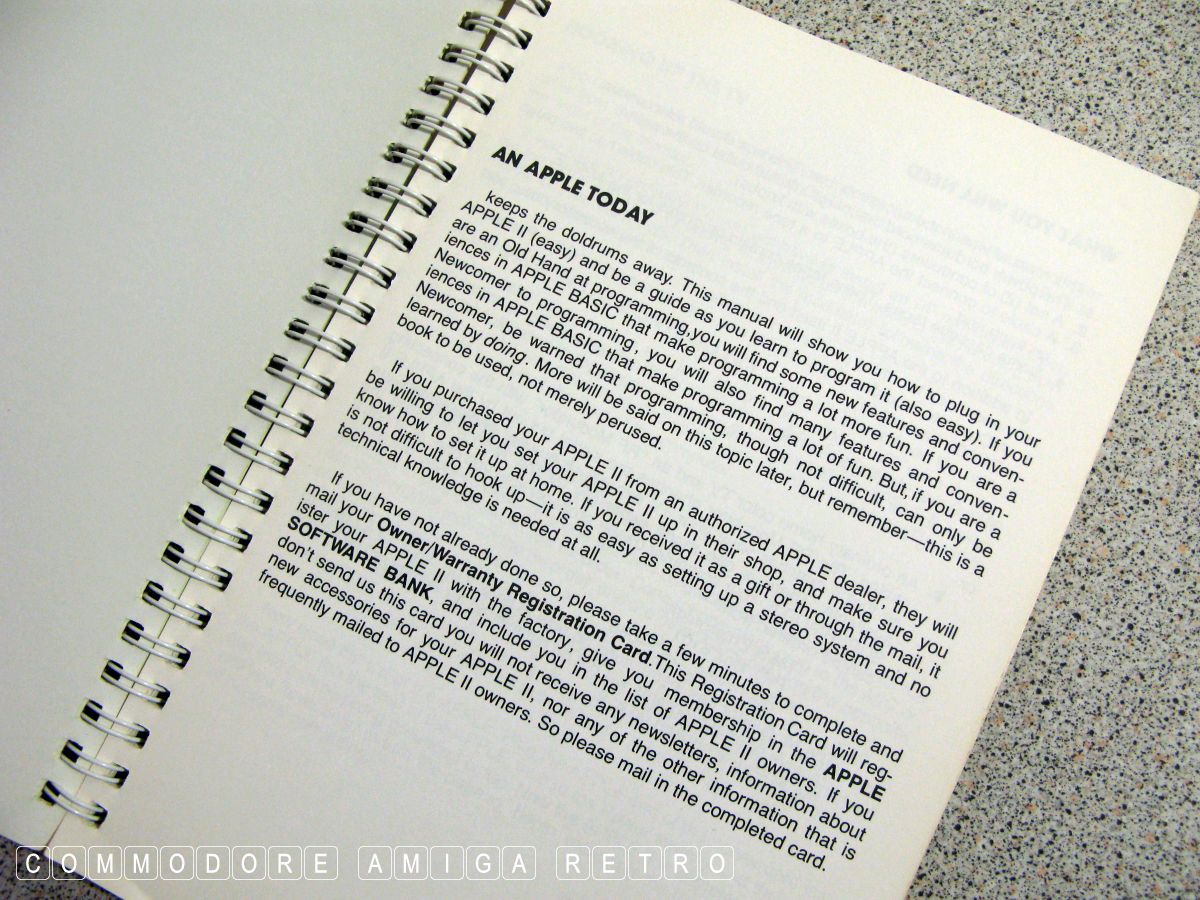 AN APPLE TODAY
keeps the doldrums away. This manual will show you how to plug in your
APPLE II (easy) and be a guide as you learn to program it (also easy). If you
are an Old Hand at programming,you will find some new features and conven-
iences in APPLE BASIC that make programming a lot more fun. If you are a
Newcomer to programming, you will also find many features and conven-
iences in APPLE BASIC that make programming a lot of fun. But, if you are a
Newcomer, be warned that programming, though not difficult, can only be
learned by doing. More will be said on this topic later, but remember—this is a
book to be used, not merely perused.
If you purchased your APPLE II from an authorized APPLE dealer, they will
be willing to let you set your APPLE II up in their shop, and make sure you
know how to set it up at home. If you received it as a gift or through the mail, it
is not difficult to hook up—it is as easy as setting up a stereo system and no
technical knowledge is needed at all.
If you have not already done so, please take a few minutes to complete and
mail your Owner/Warranty Registration Card.This Registration Card will reg-
ister your APPLE II with the factory, give you membership in the APPLE
SOFTWARE BANK, and include you in the list of APPLE II owners. If you
don't send us this card you will not receive any newsletters, information about
new accessories for your APPLE II, nor any of the other information that is
frequently mailed to APPLE II owners. So please mail in the completed card.
COMMODORE AMIGA RETRO